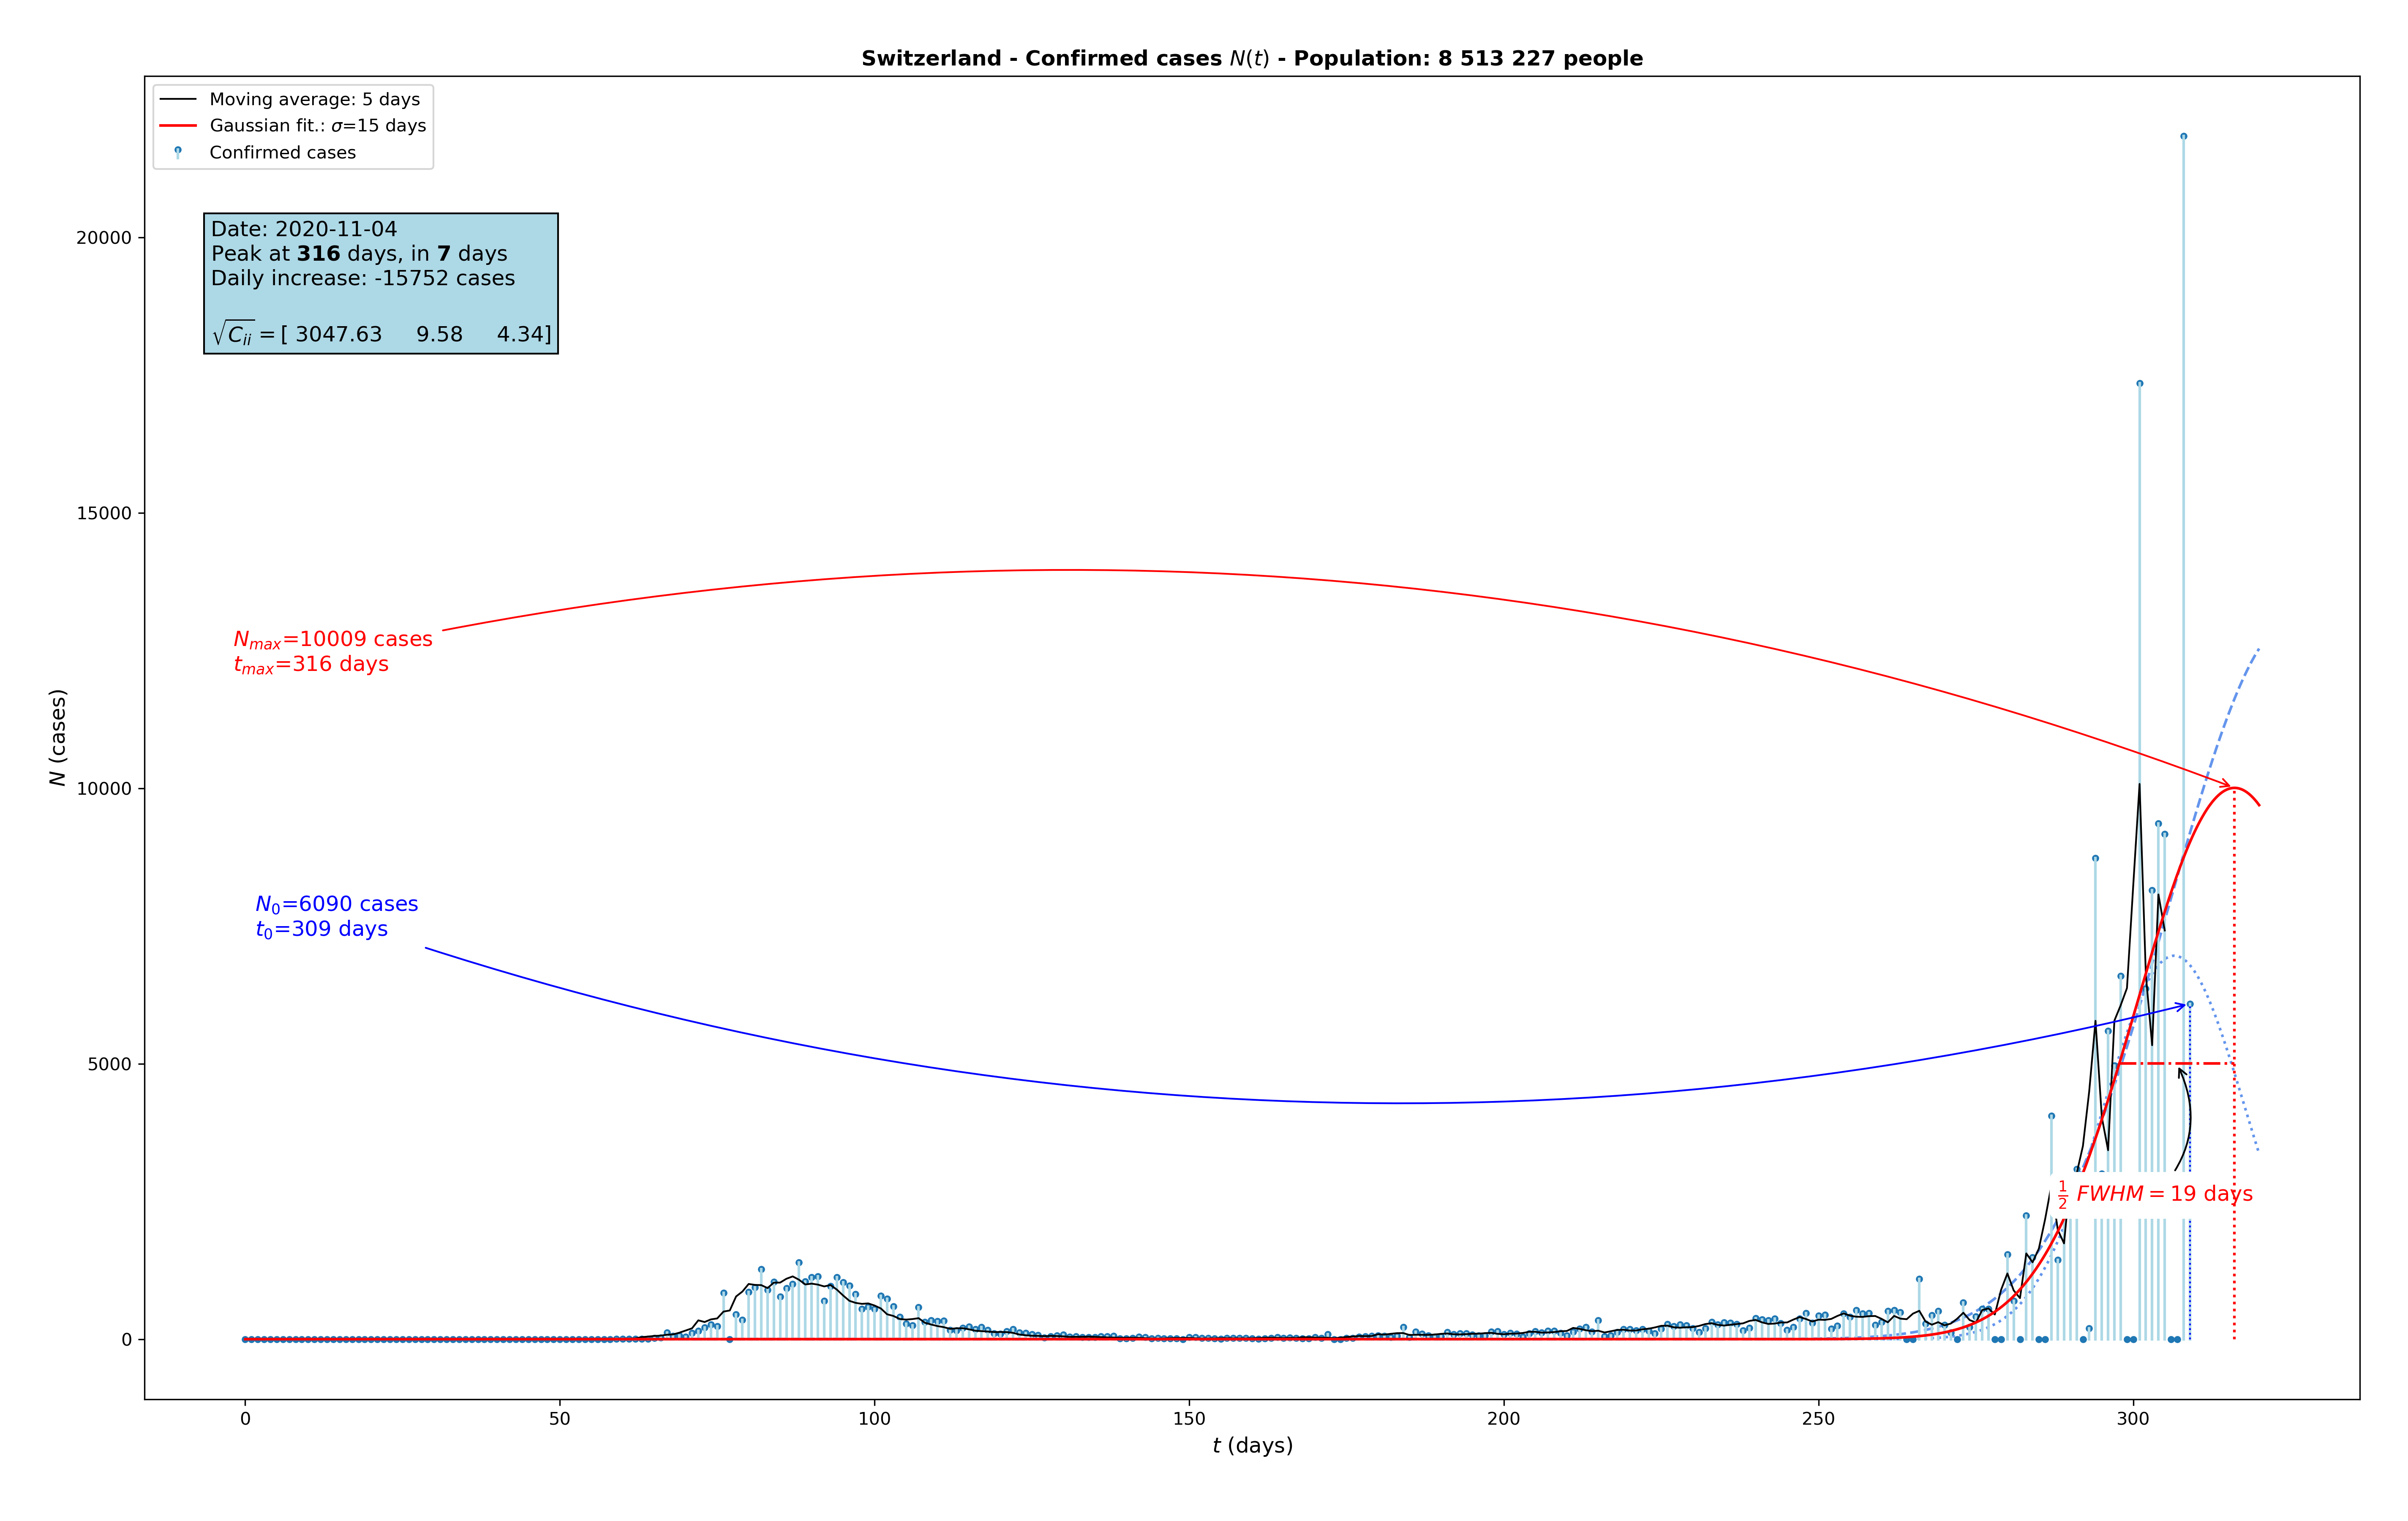 Switzerland - Confirmed cases N(t) - Population: 8 513 227 people
Moving average: 5 days
Gaussian fit.: σ=15 days
Confirmed cases
Date: 2020-11-04
Peak at 316 days, in 7 days
Daily increase: -15752 cases
√C_ii = [ 3047.63 9.58 4.34]
N_max=10009 cases
t_max=316 days
N_0=6090 cases
t_0=309 days
1/2 FWHM = 19 days
N (cases)
20000
15000
10000
5000
0
0 50 100 150 200 250 300
t (days)